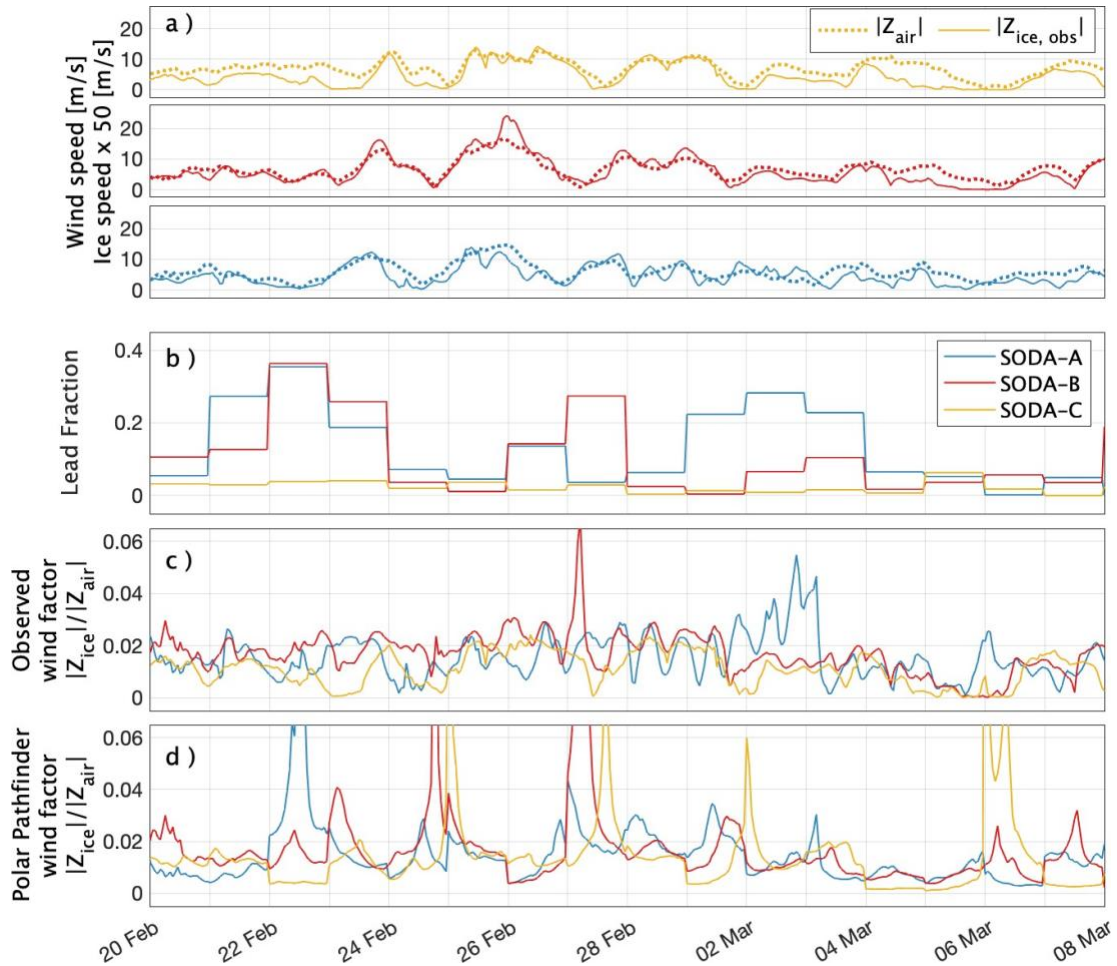 a )
|Z_air| |Z_ice, obs|
20
10
0
20
10
0
20
10
0
Wind speed [m/s]
Ice speed x 50 [m/s]
b )
SODA-A
SODA-B
SODA-C
0.4
0.2
0
Lead Fraction
c )
0.06
0.04
0.02
0
Observed
wind factor
|Z_ice|/|Z_air|
d )
0.06
0.04
0.02
0
Polar Pathfinder
wind factor
|Z_ice|/|Z_air|
20 Feb 22 Feb 24 Feb 26 Feb 28 Feb 02 Mar 04 Mar 06 Mar 08 Mar